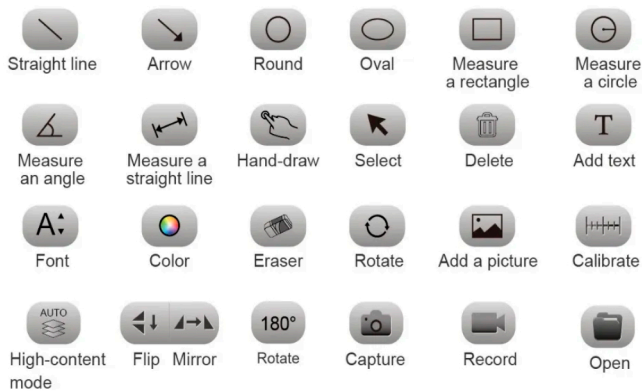 Straight line
Arrow
Round
Oval
Measure
a rectangle
Measure
a circle
Measure
an angle
Measure a
straight line
Hand-draw
Select
Delete
T
Add text
A
Font
Color
Eraser
Rotate
Add a picture
Calibrate
AUTO
High-content
mode
Flip
Mirror
180°
Rotate
Capture
Record
Open